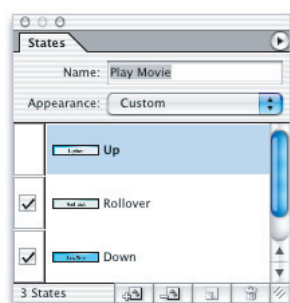 States
Name: Play Movie
Appearance: Custom
Up
Rollover
Down
3 States